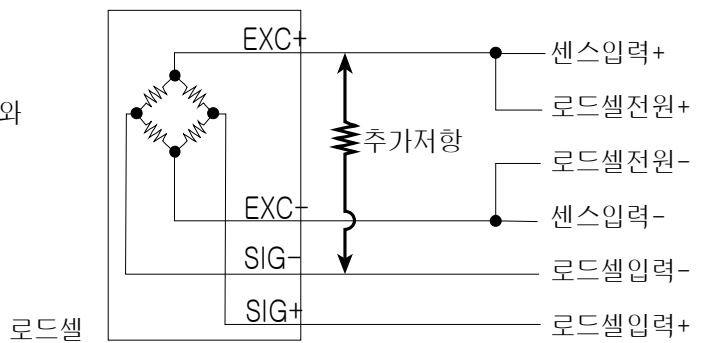 EXC+
센스입력+
와
로드셀전원+
추가저항
로드셀전원-
EXC-
센스입력-
SIG-
로드셀입력-
SIG+
로드셀
로드셀입력+